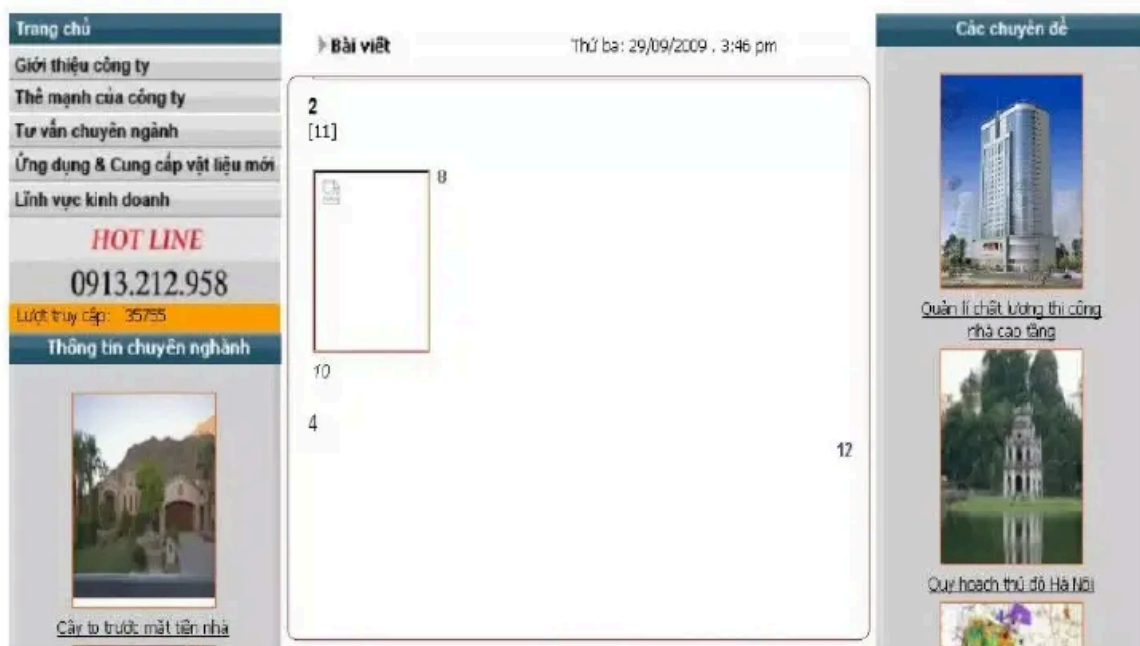 Trang chủ
Giới thiệu công ty
Thế mạnh của công ty
Tư vấn chuyên ngành
Ứng dụng & Cung cấp vật liệu mới
Lĩnh vực kinh doanh
HOT LINE
0913.212.958
Lượt truy cập: 35755
Thông tin chuyên nghành
Cây to trước mặt tiền nhà
Bài viết
Thứ ba: 29/09/2009 . 3:46 pm
2
[11]
8
10
4
12
Các chuyên đề
Quản lí chất lượng thi công
nhà cao tầng
Quy hoạch thủ đô Hà Nội